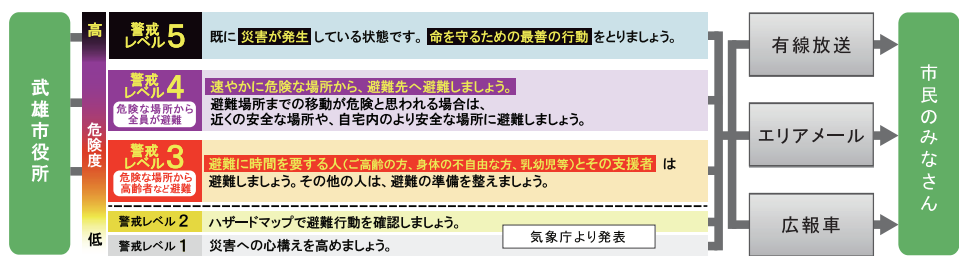 武雄市役所
高
危険度
低
警戒
レベル5
既に災害が発生している状態です。命を守るための最善の行動をとりましょう。
警戒
レベル4
危険な場所から
全員が避難
速やかに危険な場所から、避難先へ避難しましょう。
避難場所までの移動が危険と思われる場合は、
近くの安全な場所や、自宅内のより安全な場所に避難しましょう。
警戒
レベル3
危険な場所から
高齢者など避難
避難に時間を要する人（ご高齢の方、身体の不自由な方、乳幼児等）とその支援者は
避難しましょう。その他の人は、避難の準備を整えましょう。
警戒レベル2
ハザードマップで避難行動を確認しましょう。
警戒レベル1
災害への心構えを高めましょう。
気象庁より発表
有線放送
エリアメール
広報車
市民のみなさん